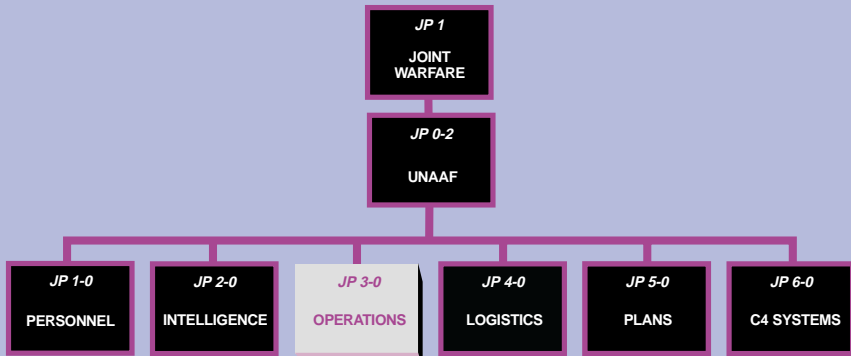 JP 1
JOINT
WARFARE
JP 0-2
UNAAF
JP 1-0
PERSONNEL
JP 2-0
INTELLIGENCE
JP 3-0
OPERATIONS
JP 4-0
LOGISTICS
JP 5-0
PLANS
JP 6-0
C4 SYSTEMS